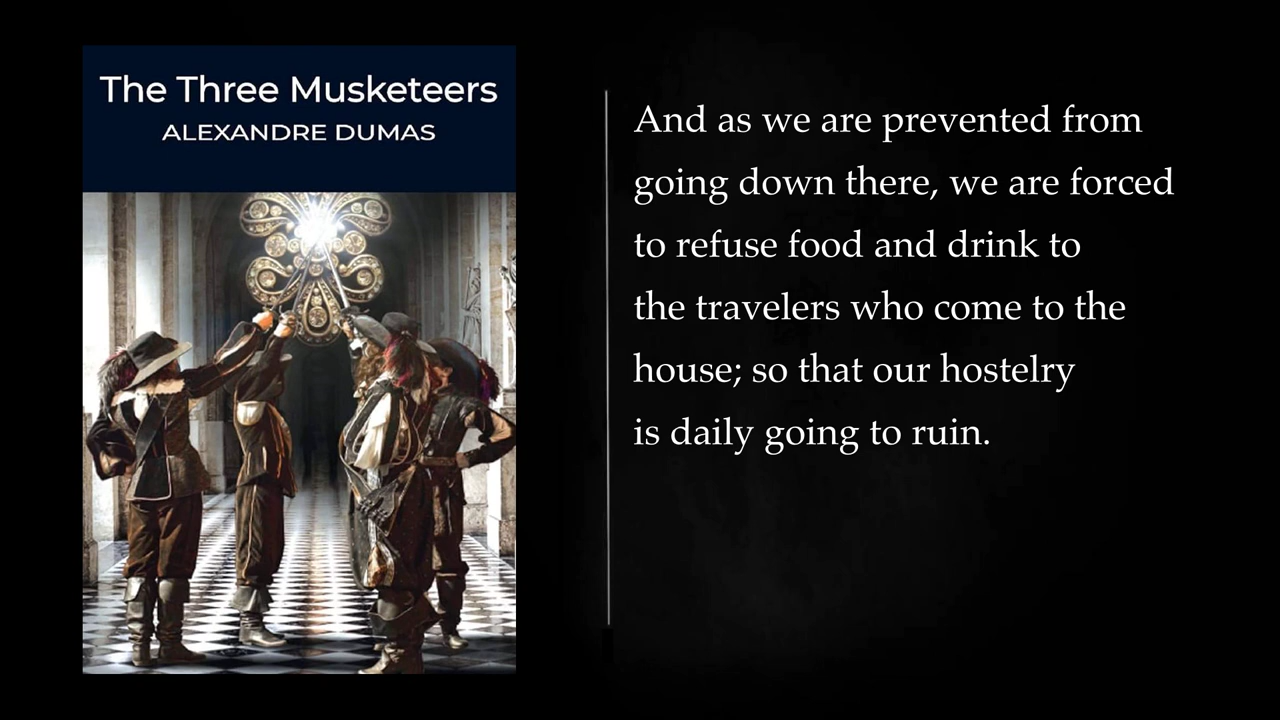 The Three Musketeers
ALEXANDRE DUMAS
And as we are prevented from
going down there, we are forced
to refuse food and drink to
the travelers who come to the
house; so that our hostelry
is daily going to ruin.